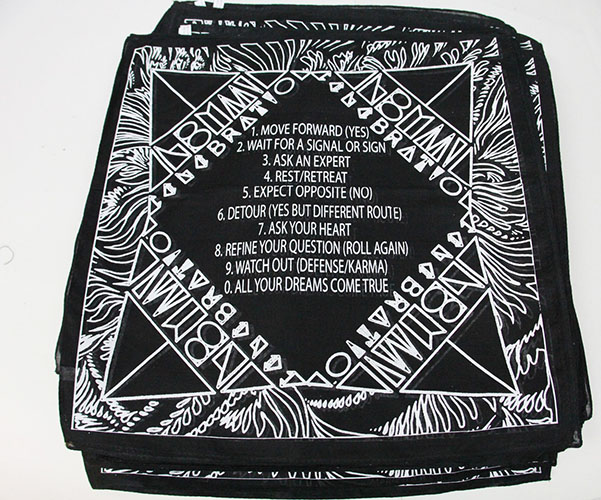 1. MOVE FORWARD (YES)
2. WAIT FOR A SIGNAL OR SIGN
3. ASK AN EXPERT
4. REST/RETREAT
5. EXPECT OPPOSITE (NO)
6. DETOUR (YES BUT DIFFERENT ROUTE)
7. ASK YOUR HEART
8. REFINE YOUR QUESTION (ROLL AGAIN)
9. WATCH OUT (DEFENSE/KARMA)
0. ALL YOUR DREAMS COME TRUE